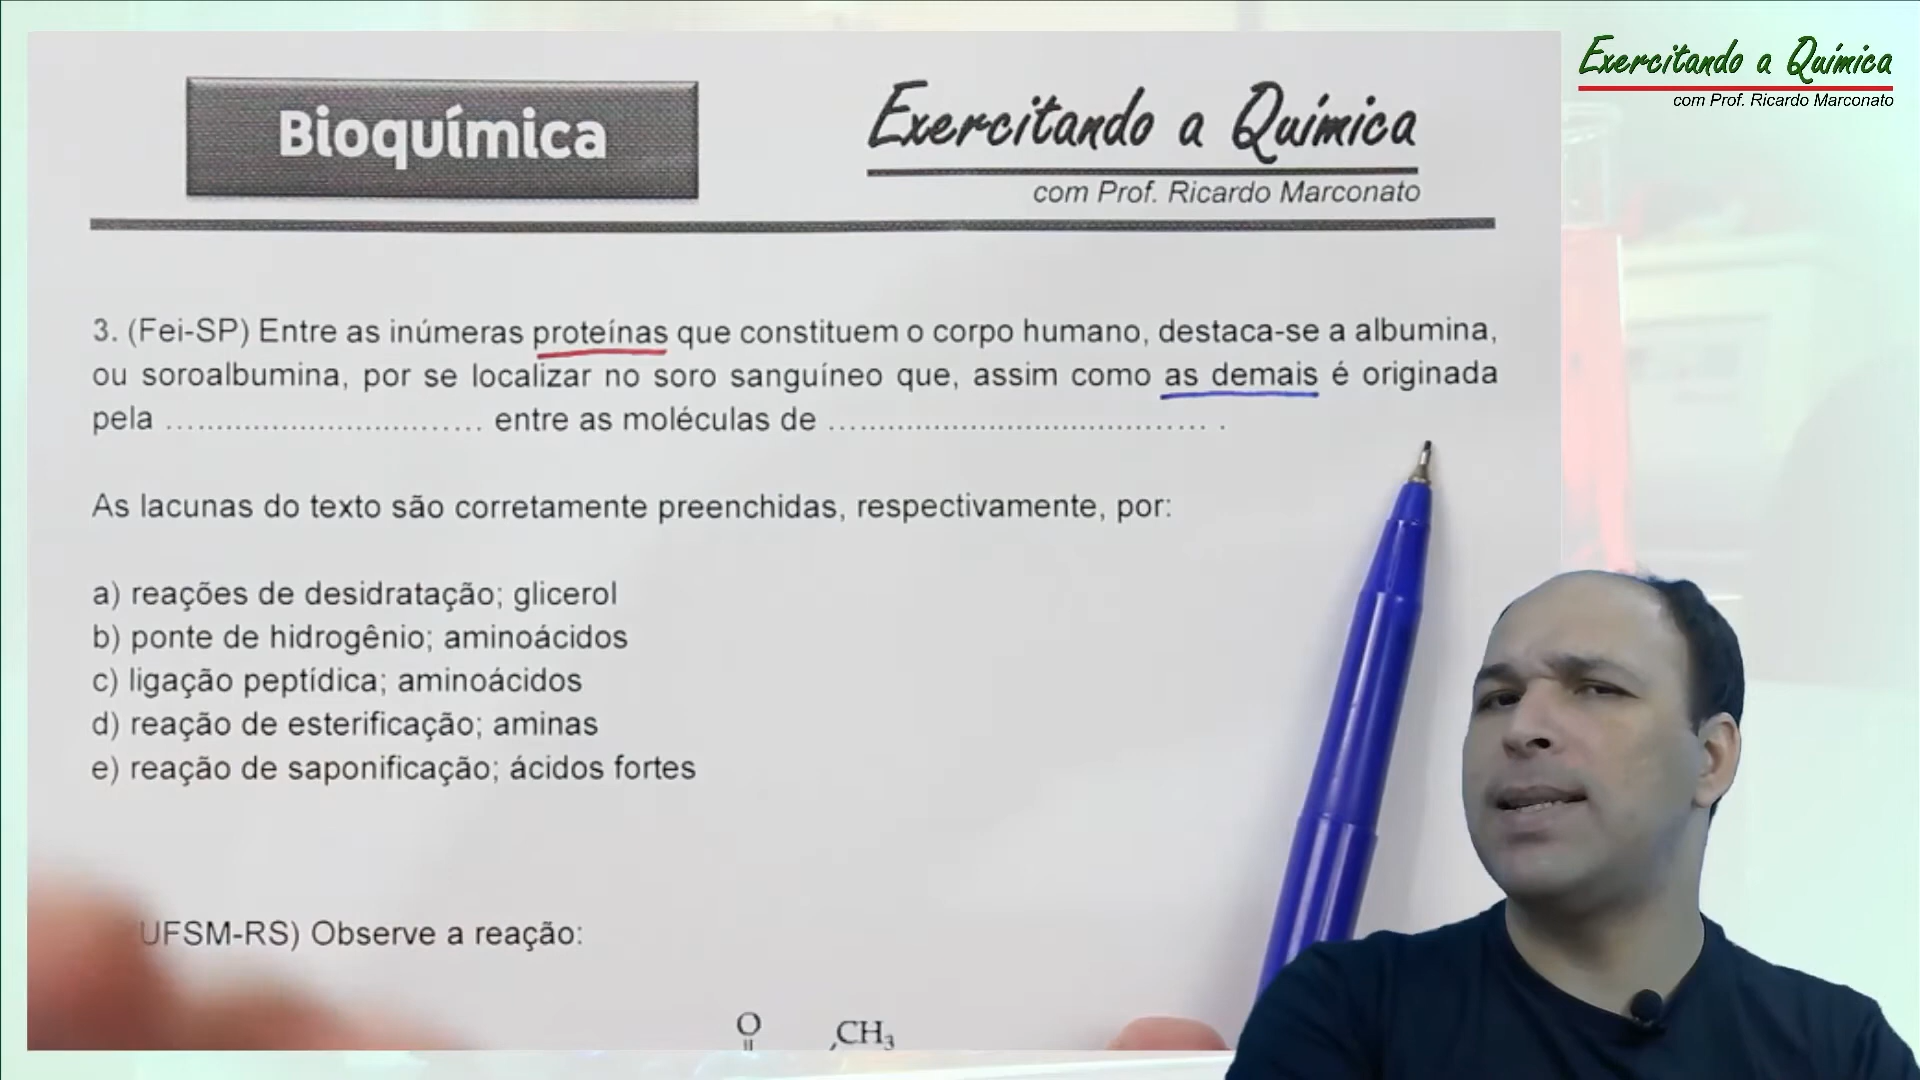 Exercitando a Química
com Prof. Ricardo Marconato
Bioquímica
Exercitando a Química
com Prof. Ricardo Marconato
3. (Fei-SP) Entre as inúmeras proteínas que constituem o corpo humano, destaca-se a albumina,
ou soroalbumina, por se localizar no soro sanguíneo que, assim como as demais é originada
pela ................................ entre as moléculas de ...................................... .
As lacunas do texto são corretamente preenchidas, respectivamente, por:
a) reações de desidratação; glicerol
b) ponte de hidrogênio; aminoácidos
c) ligação peptídica; aminoácidos
d) reação de esterificação; aminas
e) reação de saponificação; ácidos fortes
UFSM-RS) Observe a reação:
O CH₃